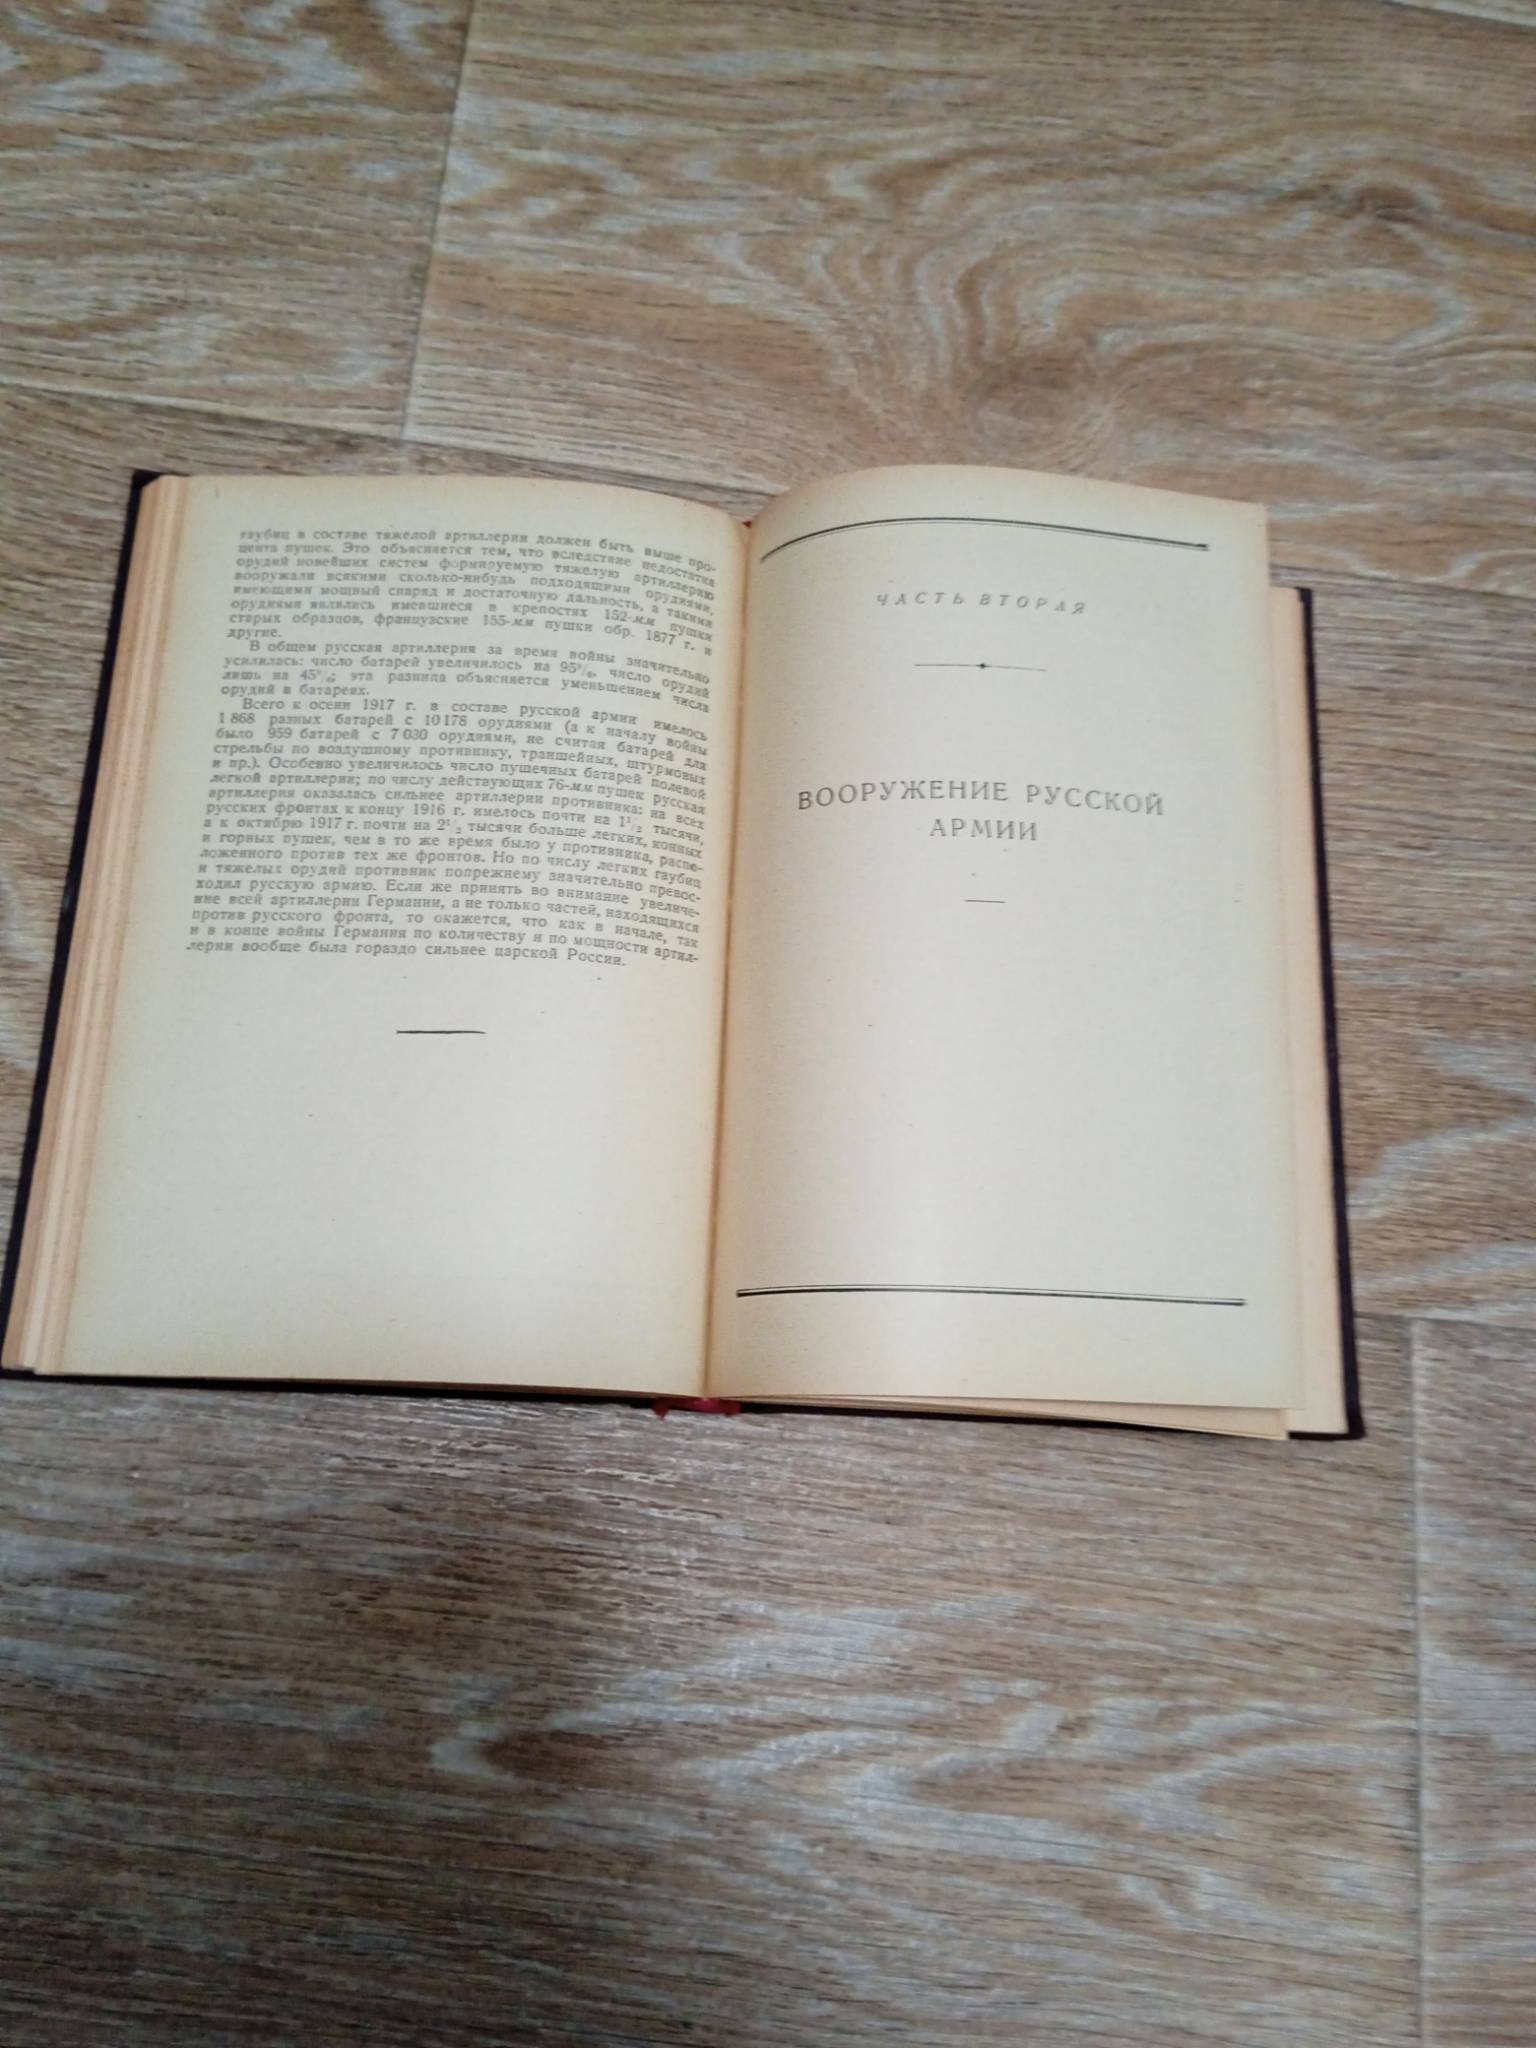 гаубиц в составе тяжелой артиллерии должен быть выше про-
цента пушек. Это объясняется тем, что вследствие недостатка
орудий новейших систем формируемую тяжелую артиллерию
вооружали всякими сколько-нибудь подходящими орудиями,
имеющими мощный снаряд и достаточную дальность, а такими
орудиями являлись имевшиеся в крепостях 152-мм пушки
старых образцов, французские 155-мм пушки обр. 1877 г. и
другие.
В общем русская артиллерия за время войны значительно
усилилась: число батарей увеличилось на 95%, число орудий
лишь на 45%; эта разница объясняется уменьшением числа
орудий в батареях.
Всего к осени 1917 г. в составе русской армии имелось
1 868 разных батарей с 10 178 орудиями (а к началу войны
было 959 батарей с 7 030 орудиями, не считая батарей для
стрельбы по воздушному противнику, траншейных, штурмовых
и пр.). Особенно увеличилось число пушечных батарей полевой
легкой артиллерии; по числу действующих 76-мм пушек русская
артиллерия оказалась сильнее артиллерии противника: на всех
русских фронтах к концу 1916 г. имелось почти на 1½ тысячи,
а к октябрю 1917 г. почти на 2½ тысячи больше легких, конных
и горных пушек, чем в то же время было у противника, распо-
ложенного против тех же фронтов. Но по числу легких гаубиц
и тяжелых орудий противник попрежнему значительно превос-
ходил русскую армию. Если же принять во внимание увеличе-
ние всей артиллерии Германии, а не только частей, находящихся
против русского фронта, то окажется, что как в начале, так
и в конце войны Германия по количеству и по мощности артил-
лерии вообще была гораздо сильнее царской России.
ЧАСТЬ ВТОРАЯ
ВООРУЖЕНИЕ РУССКОЙ
АРМИИ